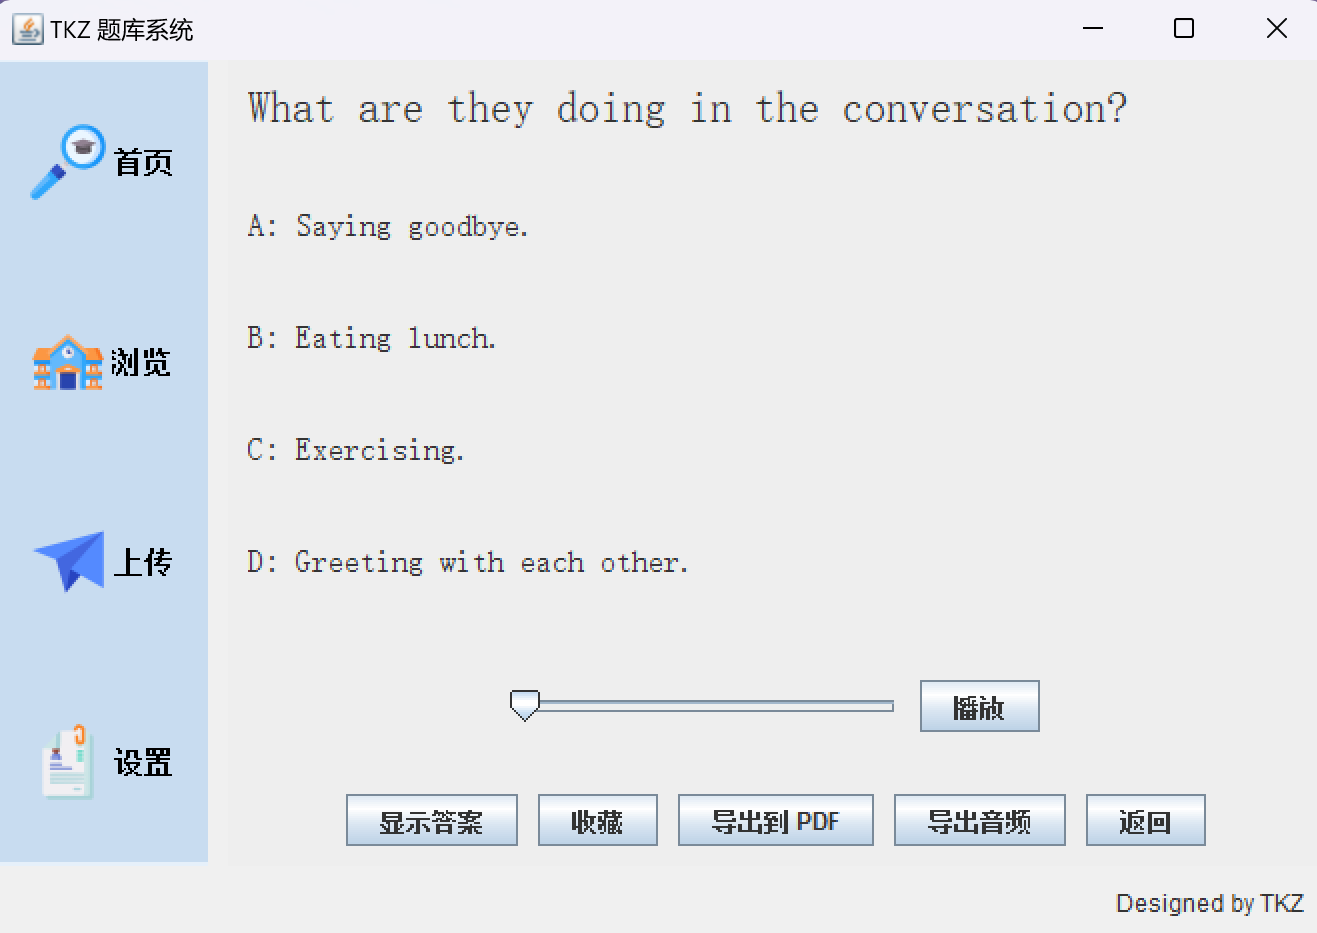 TKZ 题库系统
首页
浏览
上传
设置
What are they doing in the conversation?
A: Saying goodbye.
B: Eating lunch.
C: Exercising.
D: Greeting with each other.
播放
显示答案 收藏 导出到 PDF 导出音频 返回
Designed by TKZ